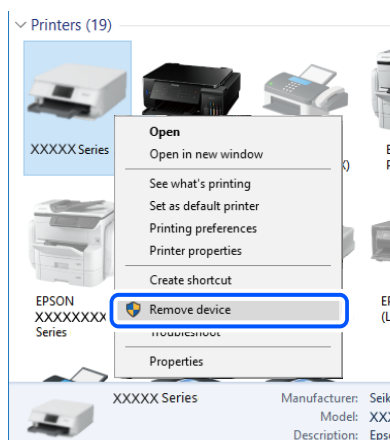 Printers (19)
XXXXX Series
Open
Open in new window
See what's printing
Set as default printer
Printing preferences
Printer properties
Create shortcut
Remove device
Troubleshoot
Properties
EPSON
XXXXXXXX
Series
XXXXX Series
Manufacturer:
Model:
Description: